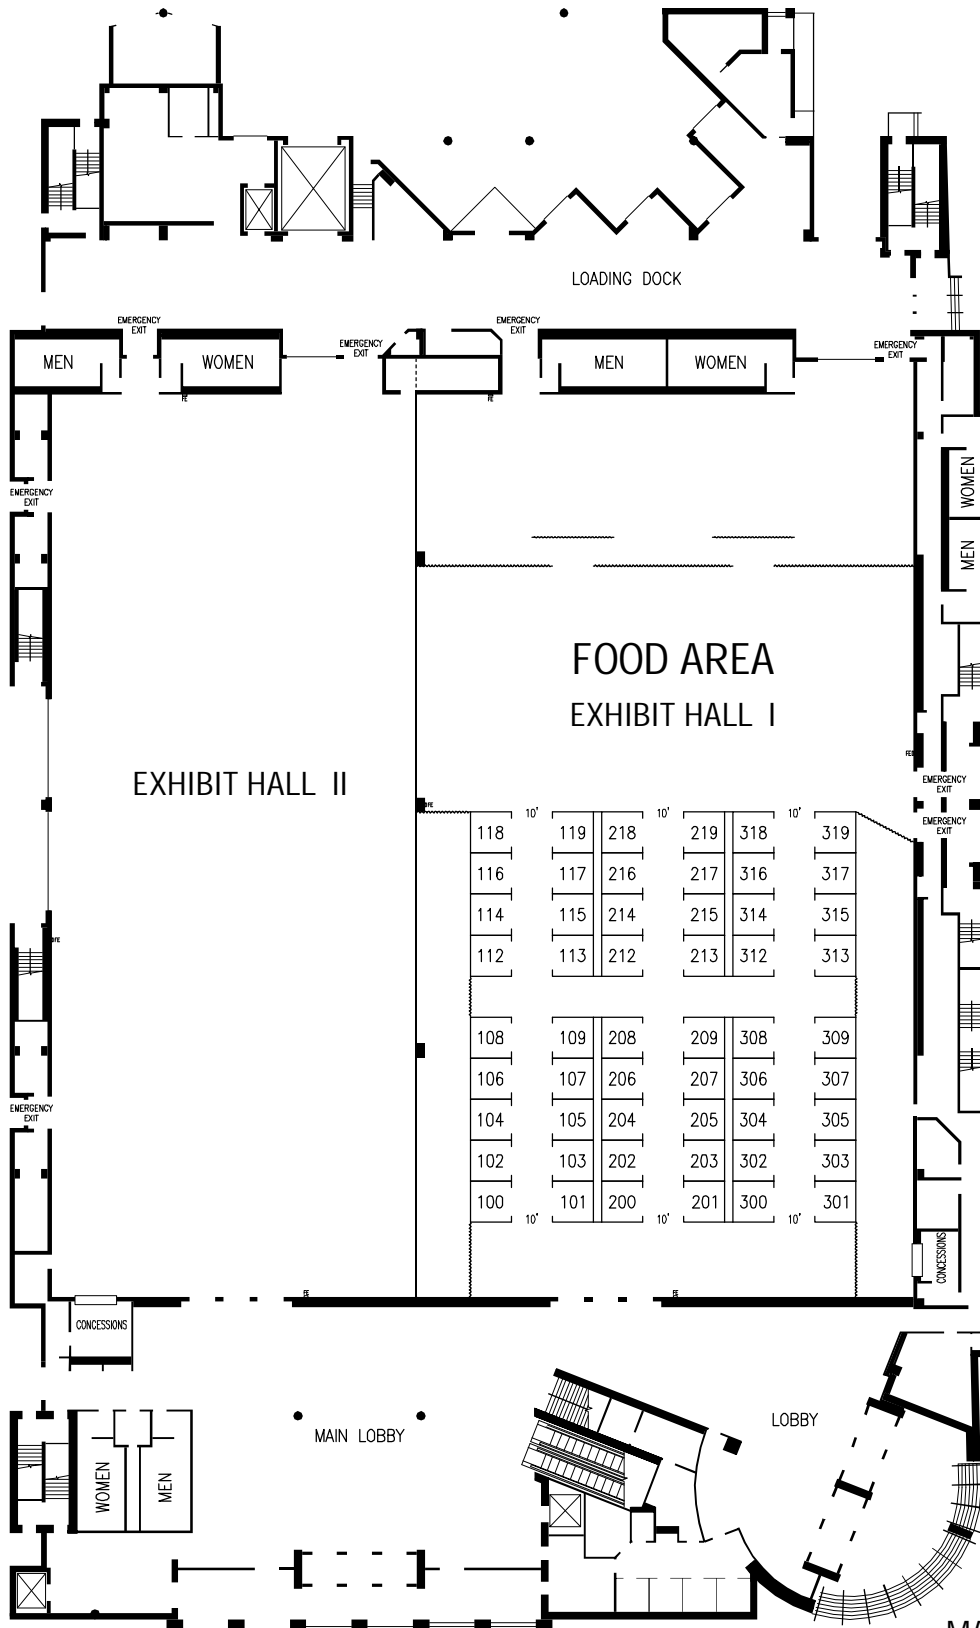 LOADING DOCK
EMERGENCY
EXIT
EMERGENCY
EXIT
EMERGENCY
EXIT
EMERGENCY
EXIT
MEN
WOMEN
MEN
WOMEN
FE
FE
WOMEN
EMERGENCY
EXIT
MEN
FOOD AREA
EXHIBIT HALL I
EXHIBIT HALL II
EMERGENCY
EXIT
EMERGENCY
EXIT
10' 10' 10'
118 119 218 219 318 319
116 117 216 217 316 317
114 115 214 215 314 315
112 113 212 213 312 313
108 109 208 209 308 309
106 107 206 207 306 307
104 105 204 205 304 305
102 103 202 203 302 303
100 101 200 201 300 301
10' 10' 10'
EMERGENCY
EXIT
CONCESSIONS
FE
FE
CONCESSIONS
MAIN LOBBY
LOBBY
WOMEN
MEN